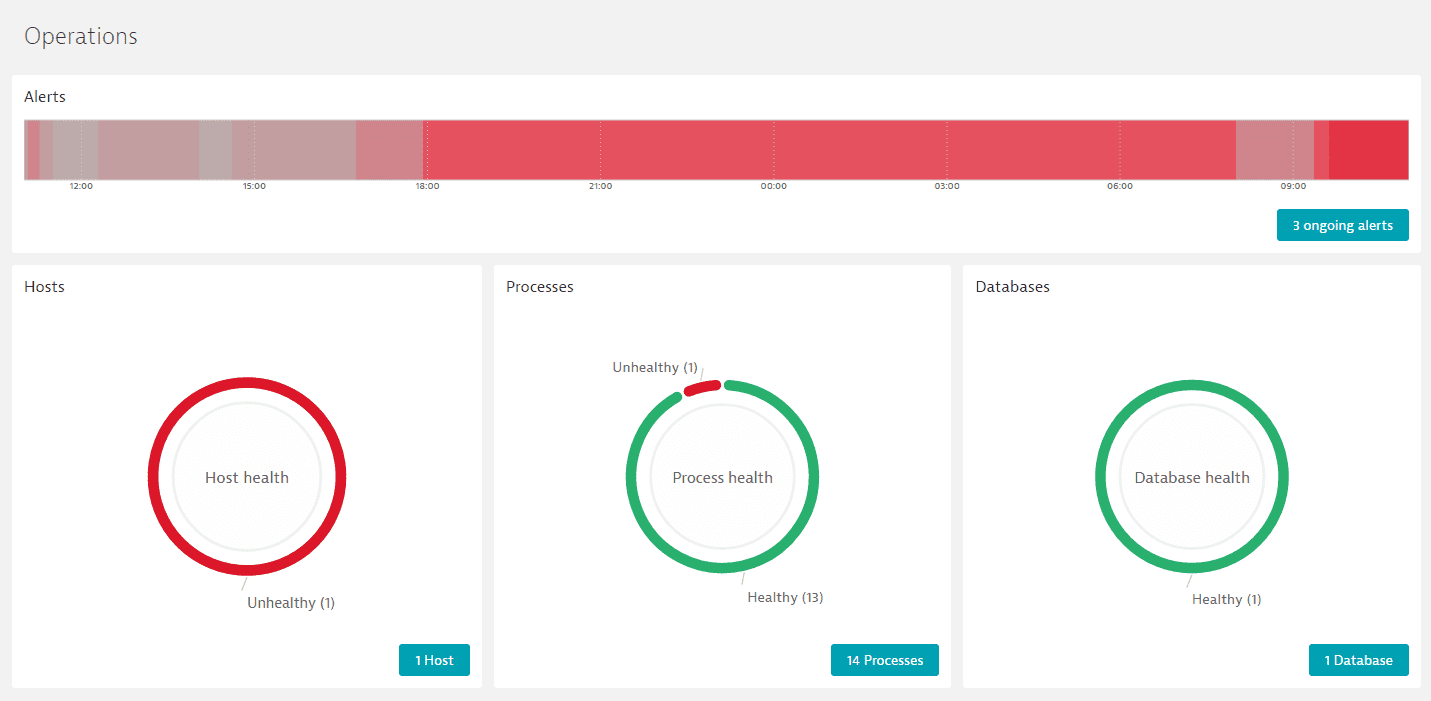 Operations
Alerts
12:00 15:00 18:00 21:00 00:00 03:00 06:00 09:00
3 ongoing alerts
Hosts
Host health
Unhealthy (1)
1 Host
Processes
Unhealthy (1)
Process health
Healthy (13)
14 Processes
Databases
Database health
Healthy (1)
1 Database